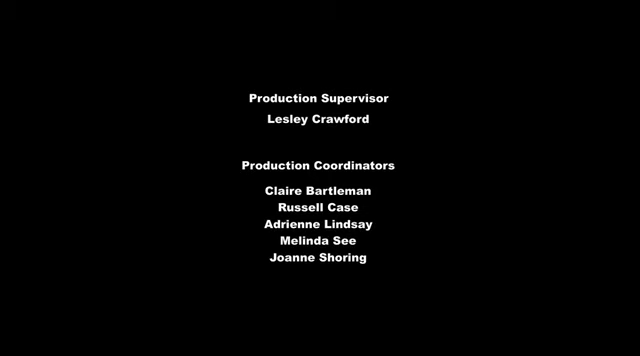 Production Supervisor
Lesley Crawford
Production Coordinators
Claire Bartleman
Russell Case
Adrienne Lindsay
Melinda See
Joanne Shoring